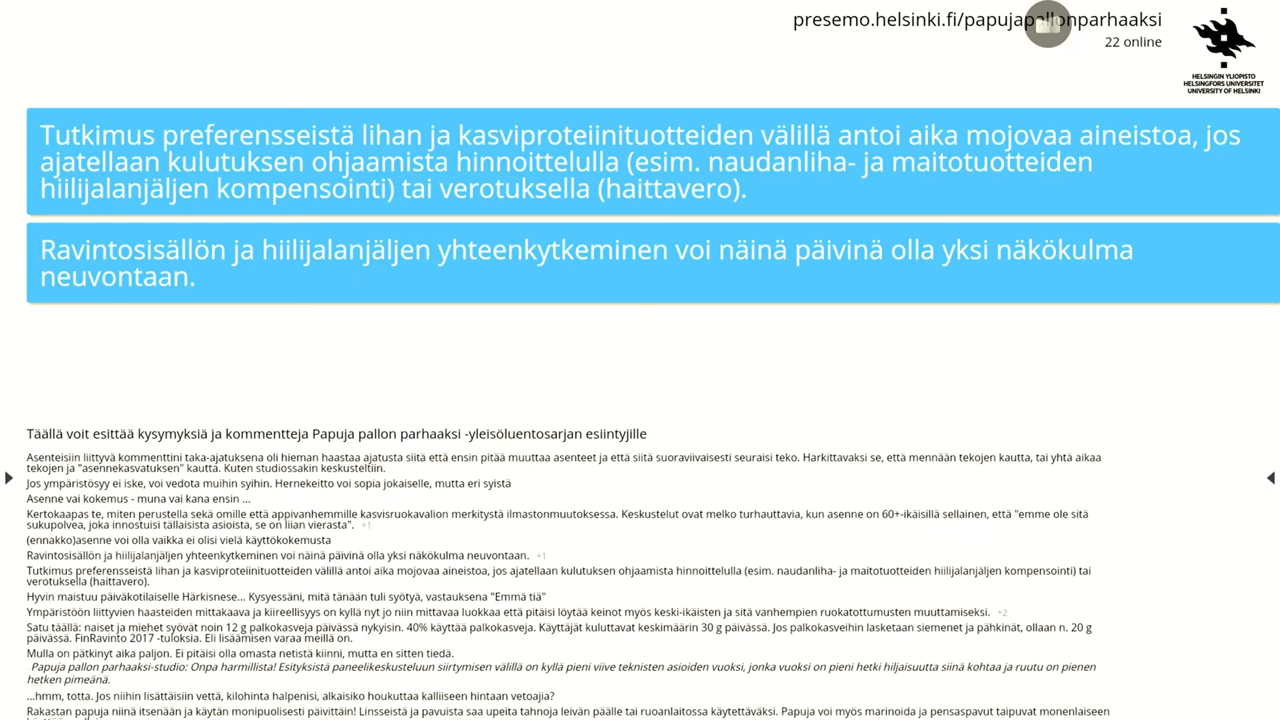 presemo.helsinki.fi/papujapallonparhaaksi
22 online
HELSINGIN YLIOPISTO
HELSINGFORS UNIVERSITET
UNIVERSITY OF HELSINKI
Tutkimus preferensseistä lihan ja kasviproteiinituotteiden välillä antoi aika mojovaa aineistoa, jos
ajatellaan kulutuksen ohjaamista hinnoittelulla (esim. naudanliha- ja maitotuotteiden
hiilijalanjäljen kompensointi) tai verotuksella (haittavero).
Ravintosisällön ja hiilijalanjäljen yhteenkytkeminen voi näinä päivinä olla yksi näkökulma
neuvontaan.
Täällä voit esittää kysymyksiä ja kommentteja Papuja pallon parhaaksi -yleisöluentosarjan esiintyjille
Asenteisiin liittyvä kommenttini taka-ajatuksena oli hieman haastaa ajatusta siitä että ensin pitää muuttaa asenteet ja että siitä suoraviivaisesti seuraisi teko. Harkittavaksi se, että mennään tekojen kautta, tai yhtä aikaa
tekojen ja "asennekasvatuksen" kautta. Kuten studiossakin keskusteltiin.
Jos ympäristösyy ei iske, voi vedota muihin syihin. Hernekeitto voi sopia jokaiselle, mutta eri syistä
Asenne vai kokemus - muna vai kana ensin ...
Kertokaapas te, miten perustella sekä omille että appivanhemmille kasvisruokavalion merkitystä ilmastonmuutoksessa. Keskustelut ovat melko turhauttavia, kun asenne on 60+-ikäisillä sellainen, että "emme ole sitä
sukupolvea, joka innostuisi tällaisista asioista, se on liian vierasta". +1
(ennakko)asenne voi olla vaikka ei olisi vielä käyttökokemusta
Ravintosisällön ja hiilijalanjäljen yhteenkytkeminen voi näinä päivinä olla yksi näkökulma neuvontaan. +1
Tutkimus preferensseistä lihan ja kasviproteiinituotteiden välillä antoi aika mojovaa aineistoa, jos ajatellaan kulutuksen ohjaamista hinnoittelulla (esim. naudanliha- ja maitotuotteiden hiilijalanjäljen kompensointi) tai
verotuksella (haittavero).
Hyvin maistuu päiväkotilaiselle Härkisnese... Kysyessäni, mitä tänään tuli syötyä, vastauksena "Emmä tiä"
Ympäristöön liittyvien haasteiden mittakaava ja kiireellisyys on kyllä nyt jo niin mittavaa luokkaa että pitäisi löytää keinot myös keski-ikäisten ja sitä vanhempien ruokatottumusten muuttamiseksi. +2
Satu täällä: naiset ja miehet syövät noin 12 g palkokasveja päivässä nykyisin. 40% käyttää palkokasveja. Käyttäjät kuluttavat keskimäärin 30 g päivässä. Jos palkokasveihin lasketaan siemenet ja pähkinät, ollaan n. 20 g
päivässä. FinRavinto 2017 -tuloksia. Eli lisäämisen varaa meillä on.
Mulla on pätkinyt aika paljon. Ei pitäisi olla omasta netistä kiinni, mutta en sitten tiedä.
Papuja pallon parhaaksi-studio: Onpa harmillista! Esityksistä paneelikeskusteluun siirtymisen välillä on kyllä pieni viive teknisten asioiden vuoksi, jonka vuoksi on pieni hetki hiljaisuutta siinä kohtaa ja ruutu on pienen
hetken pimeänä.
...hmm, totta. Jos niihin lisättäisiin vettä, kilohinta halpenisi, alkaisiko houkuttaa kalliiseen hintaan vetoajia?
Rakastan papuja niinä itsenään ja käytän monipuolisesti päivittäin! Linsseistä ja pavuista saa upeita tahnoja leivän päälle tai ruoanlaitossa käytettäväksi. Papuja voi myös marinoida ja pensaspavut taipuvat monenlaiseen